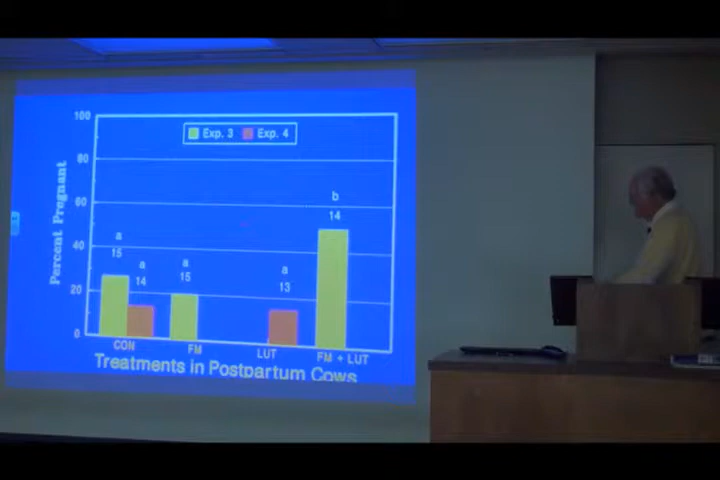 100
Exp. 3 Exp. 4
80
60
40
20
0
Percent Pregnant
a
15
a
14
a
15
a
13
b
14
CON FM LUT FM + LUT
Treatments in Postpartum Cows